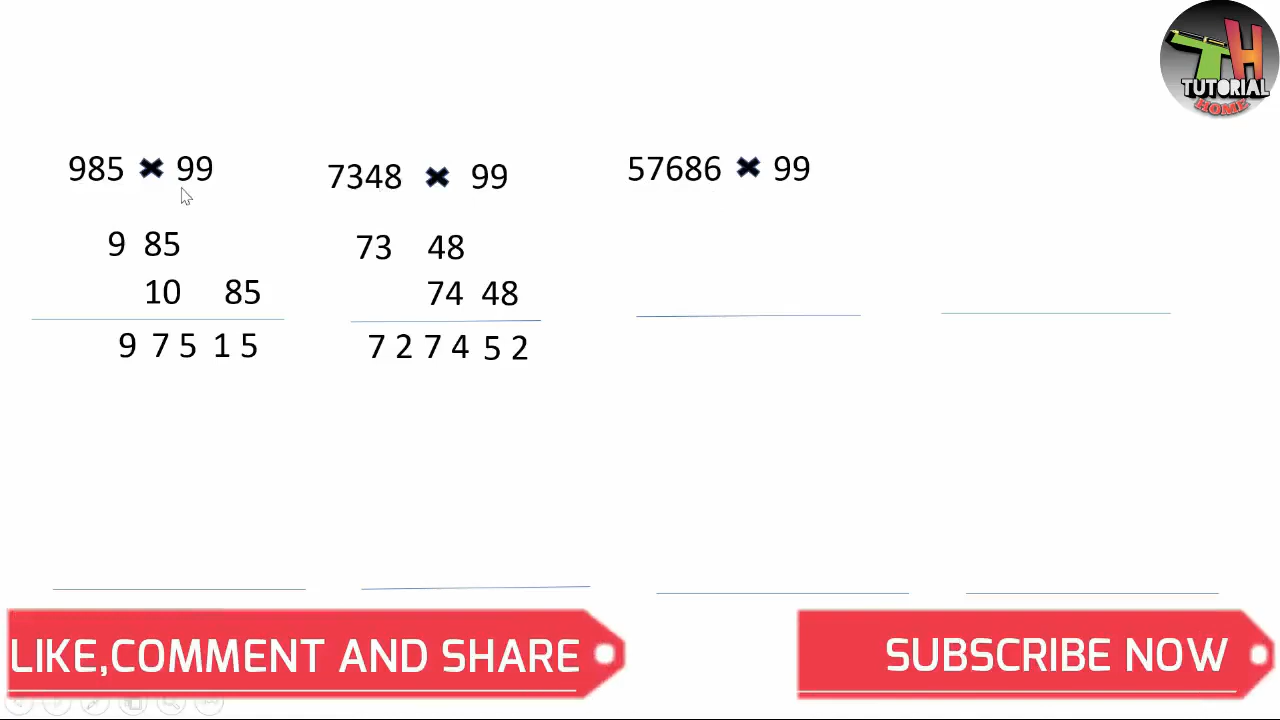 TH
TUTORIAL
HOME
985 ✖ 99
9 85
10 85
9 7 5 1 5
7348 ✖ 99
73 48
74 48
7 2 7 4 5 2
57686 ✖ 99
LIKE,COMMENT AND SHARE
SUBSCRIBE NOW